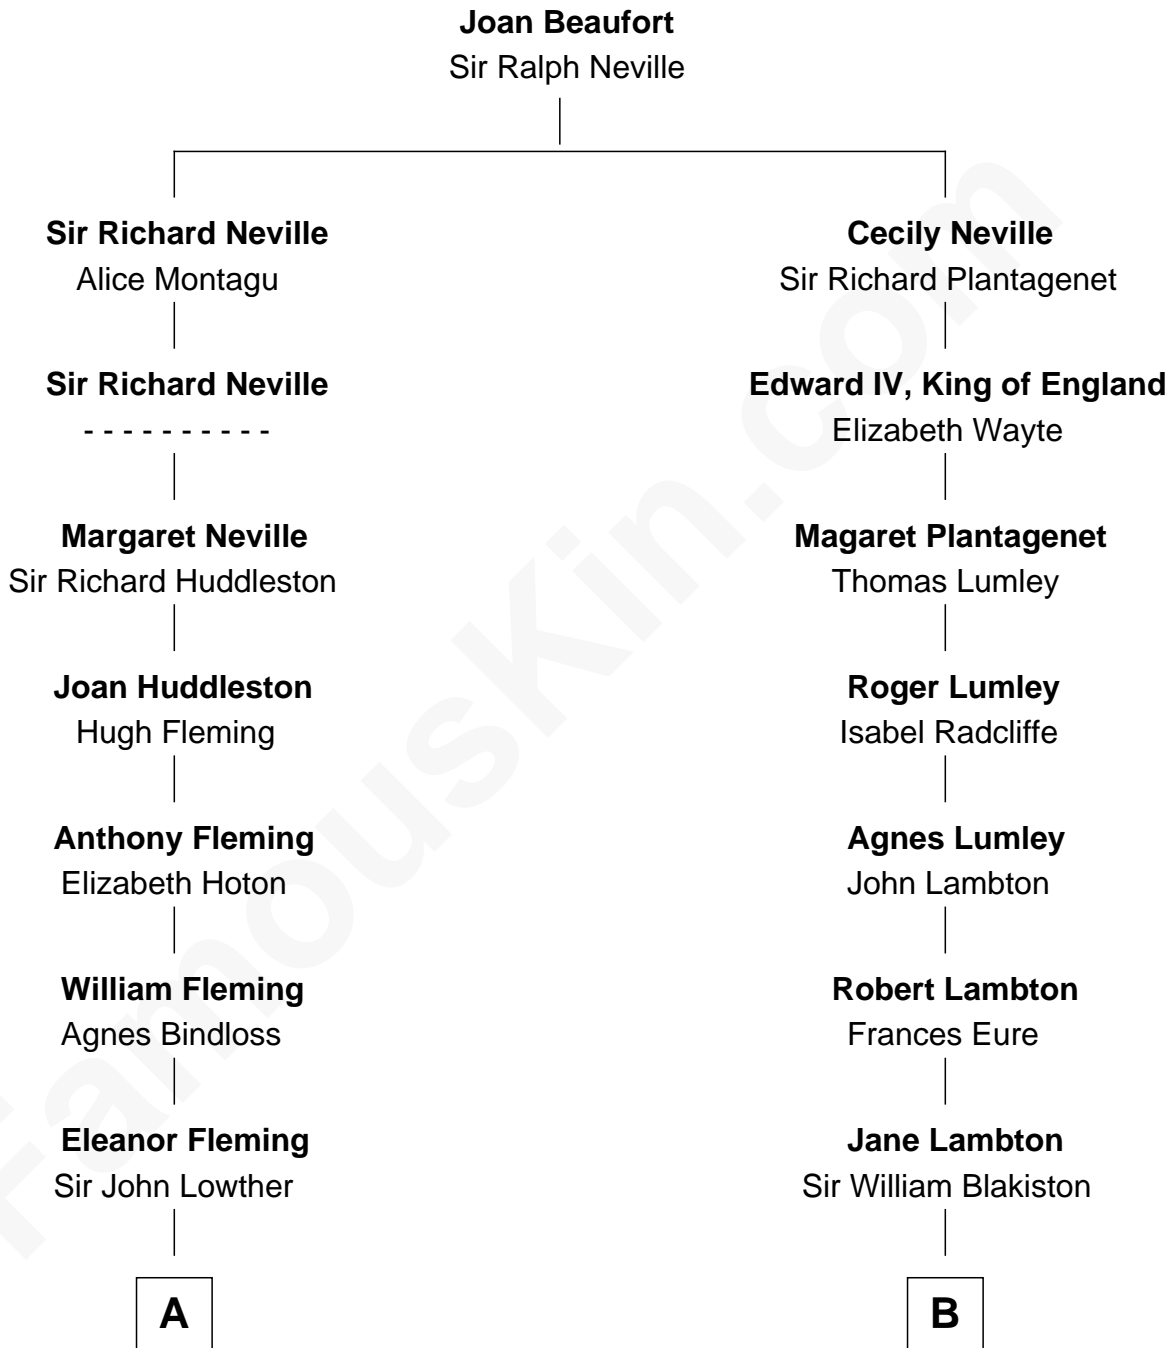 Joan Beaufort
Sir Ralph Neville
Sir Richard Neville
Alice Montagu
Cecily Neville
Sir Richard Plantagenet
Sir Richard Neville
- - - - - - - - - -
Edward IV, King of England
Elizabeth Wayte
Margaret Neville
Sir Richard Huddleston
Magaret Plantagenet
Thomas Lumley
Joan Huddleston
Hugh Fleming
Roger Lumley
Isabel Radcliffe
Anthony Fleming
Elizabeth Hoton
Agnes Lumley
John Lambton
William Fleming
Agnes Bindloss
Robert Lambton
Frances Eure
Eleanor Fleming
Sir John Lowther
Jane Lambton
Sir William Blakiston
A
B
FamousKin.com